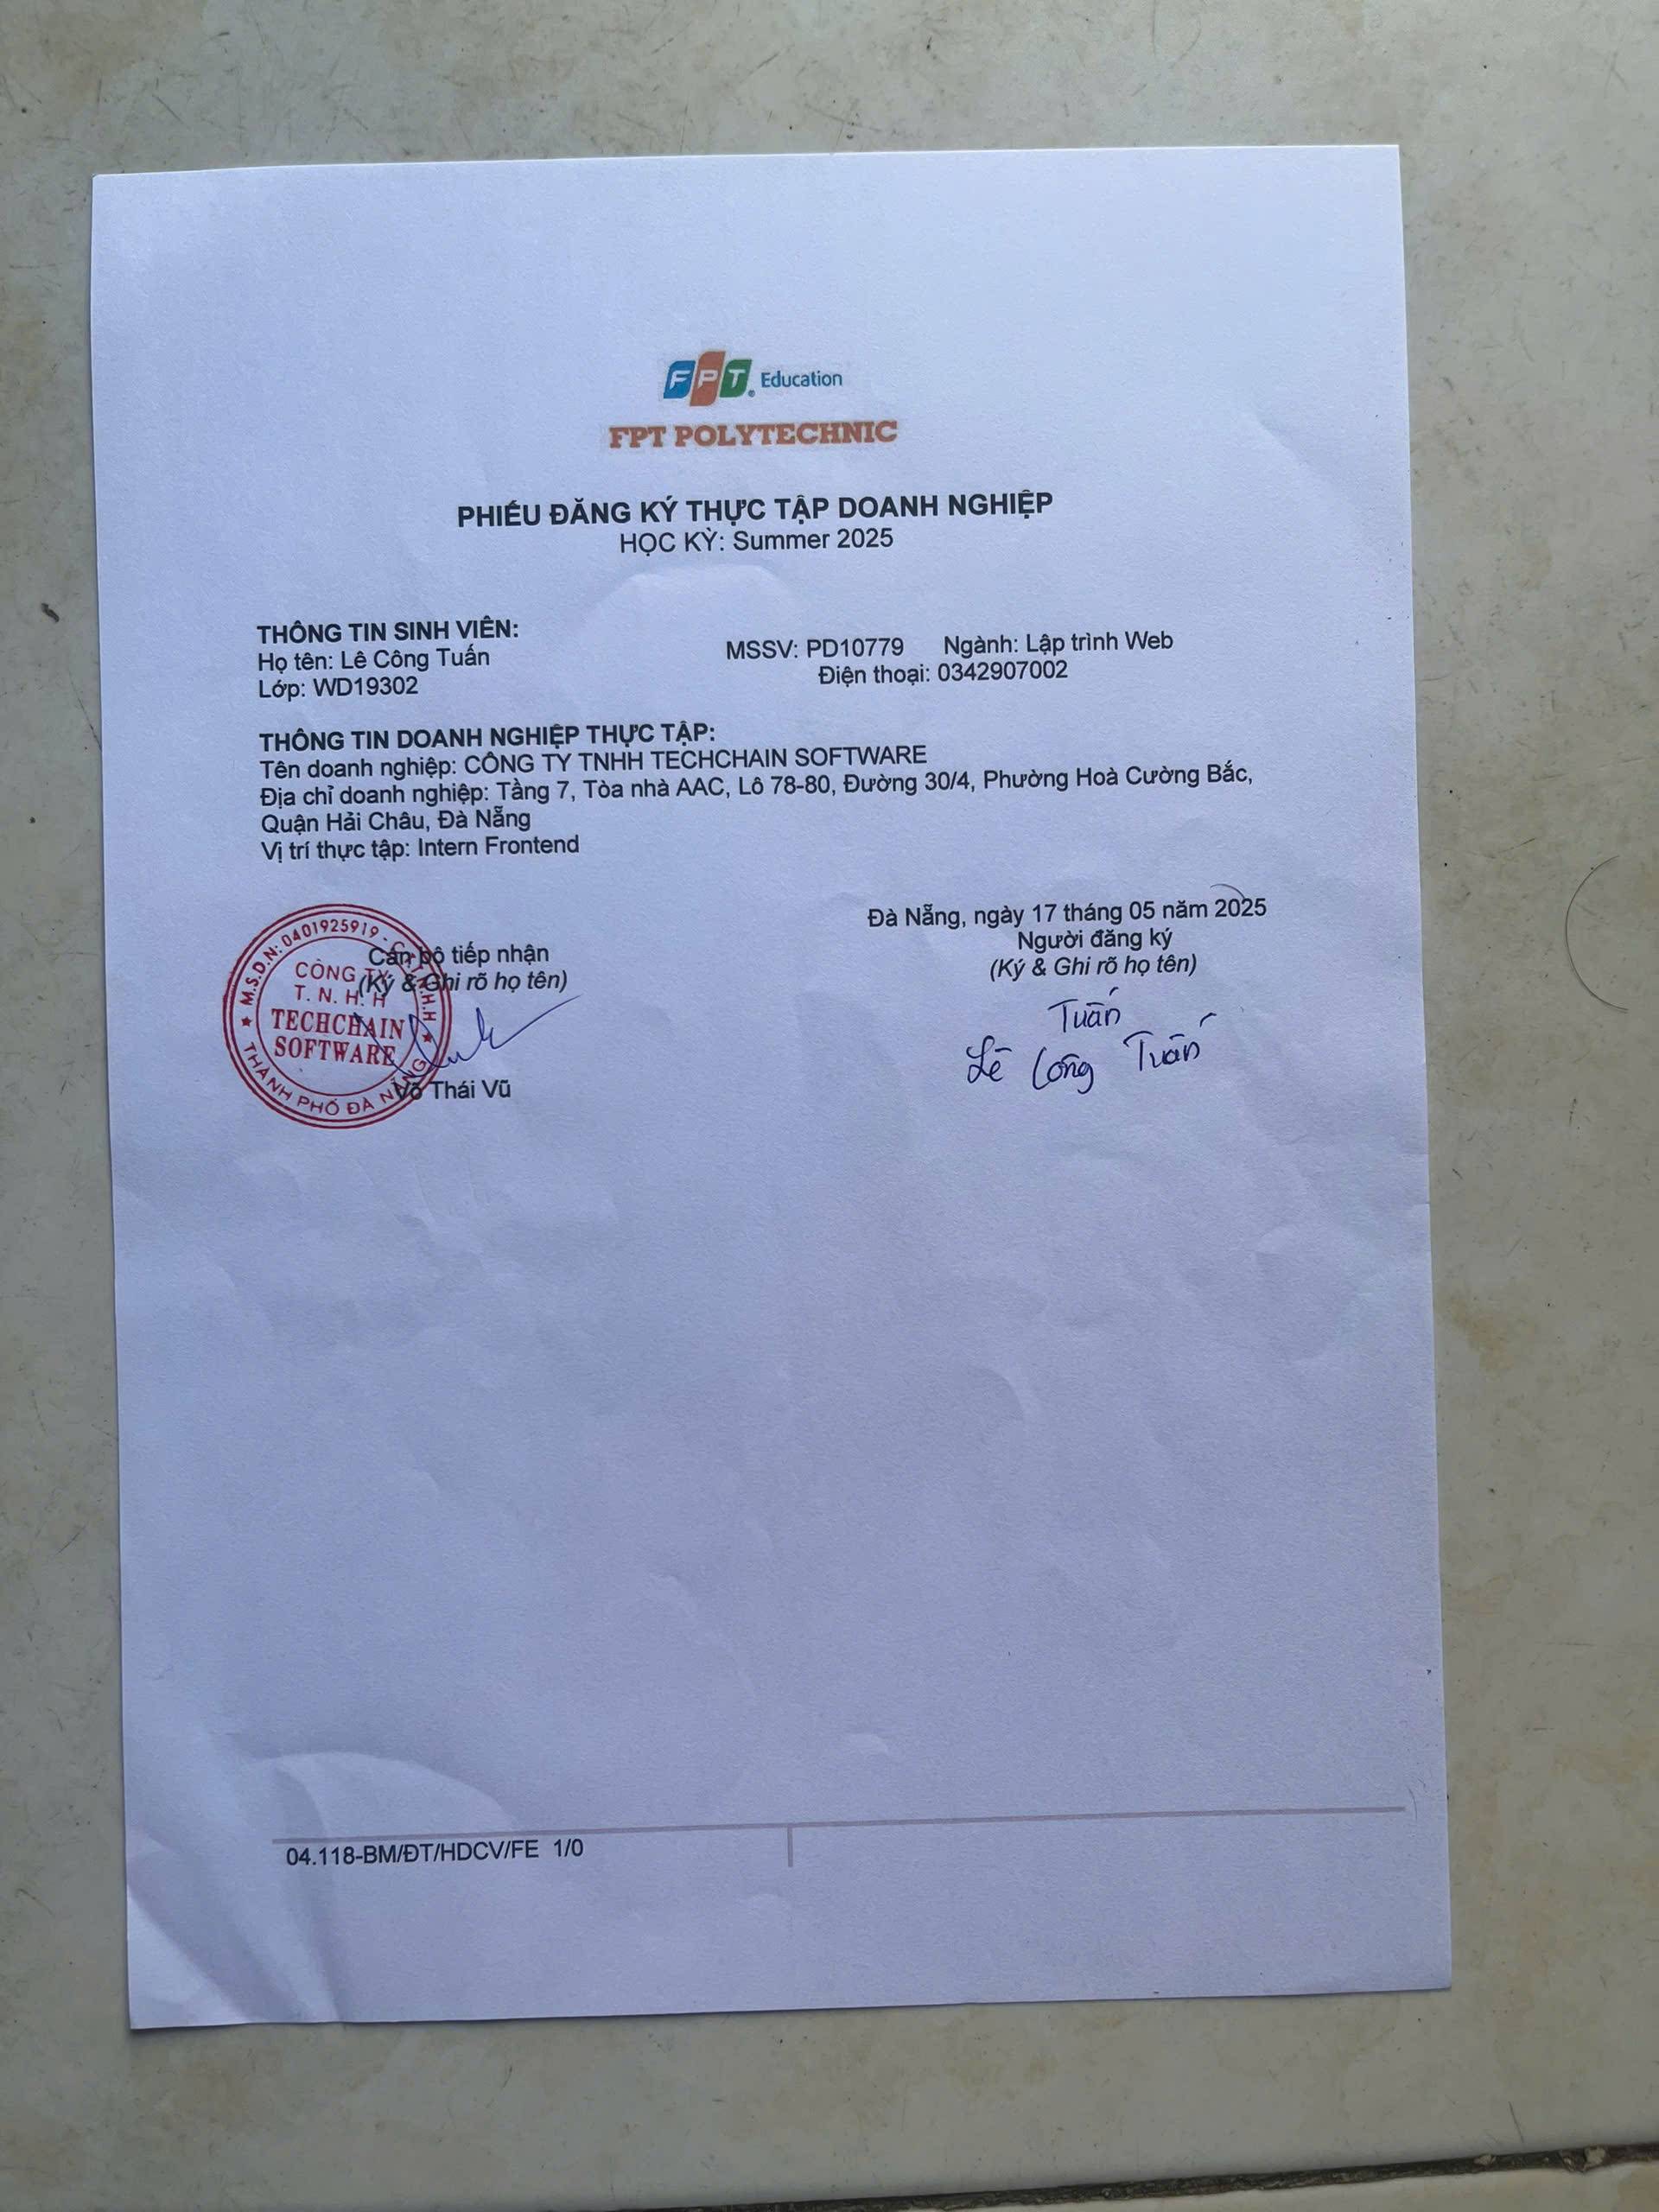 FPT Education
FPT POLYTECHNIC
PHIẾU ĐĂNG KÝ THỰC TẬP DOANH NGHIỆP
HỌC KỲ: Summer 2025
THÔNG TIN SINH VIÊN:
Họ tên: Lê Công Tuấn MSSV: PD10779 Ngành: Lập trình Web
Lớp: WD19302 Điện thoại: 0342907002
THÔNG TIN DOANH NGHIỆP THỰC TẬP:
Tên doanh nghiệp: CÔNG TY TNHH TECHCHAIN SOFTWARE
Địa chỉ doanh nghiệp: Tầng 7, Tòa nhà AAC, Lô 78-80, Đường 30/4, Phường Hoà Cường Bắc,
Quận Hải Châu, Đà Nẵng
Vị trí thực tập: Intern Frontend
Đà Nẵng, ngày 17 tháng 05 năm 2025
Người đăng ký
(Ký & Ghi rõ họ tên)
Tuấn
Lê Công Tuấn
Cán bộ tiếp nhận
(Ký & Ghi rõ họ tên)
M.S.D.N: 0401925919 - C.T.T.N.H.H
CÔNG TY
T.N.H.H
TECHCHAIN
SOFTWARE
THÀNH PHỐ ĐÀ NẴNG
Võ Thái Vũ
04.118-BM/ĐT/HDCV/FE 1/0